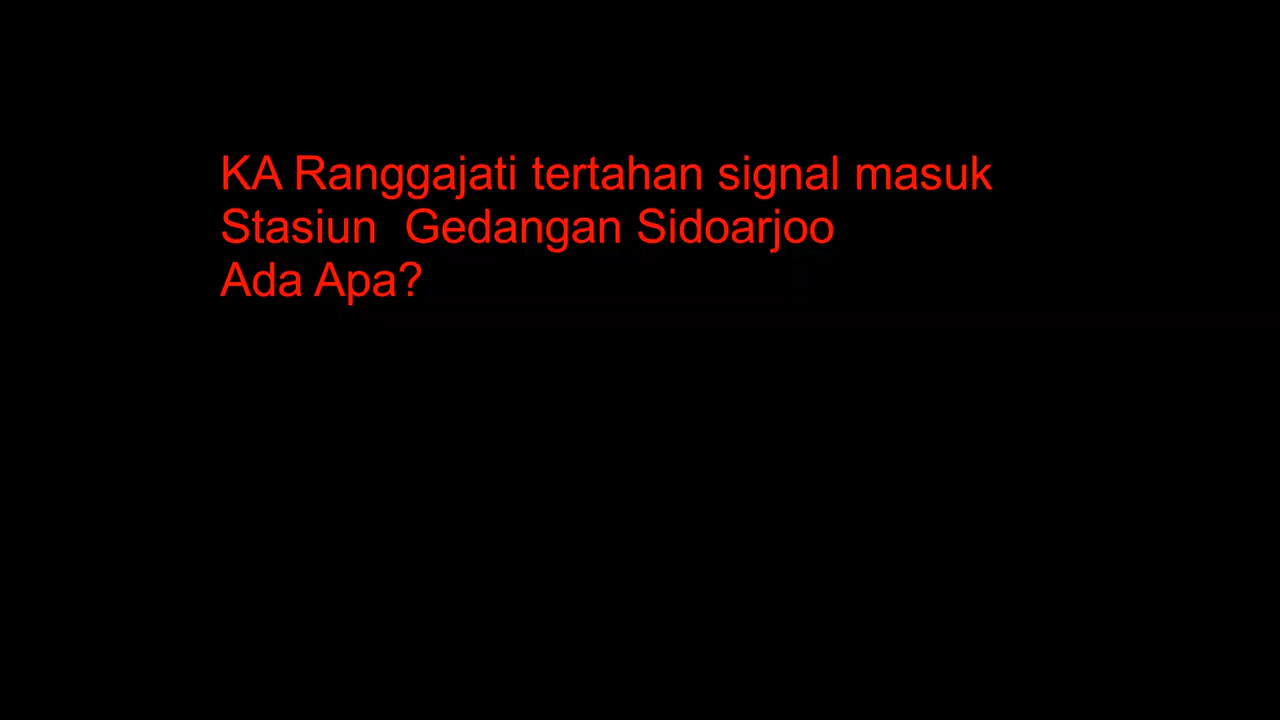 KA Ranggajati tertahan signal masuk
Stasiun  Gedangan Sidoarjoo
Ada Apa?